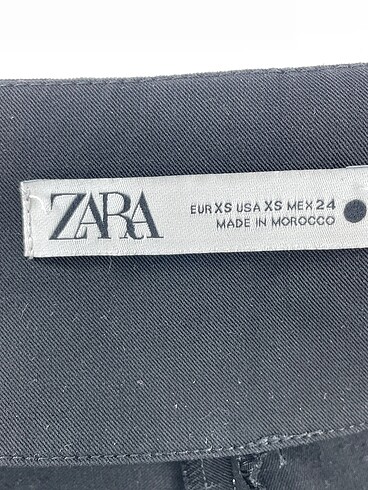 ZARA
EUR XS USA XS MEX 24
MADE IN MOROCCO